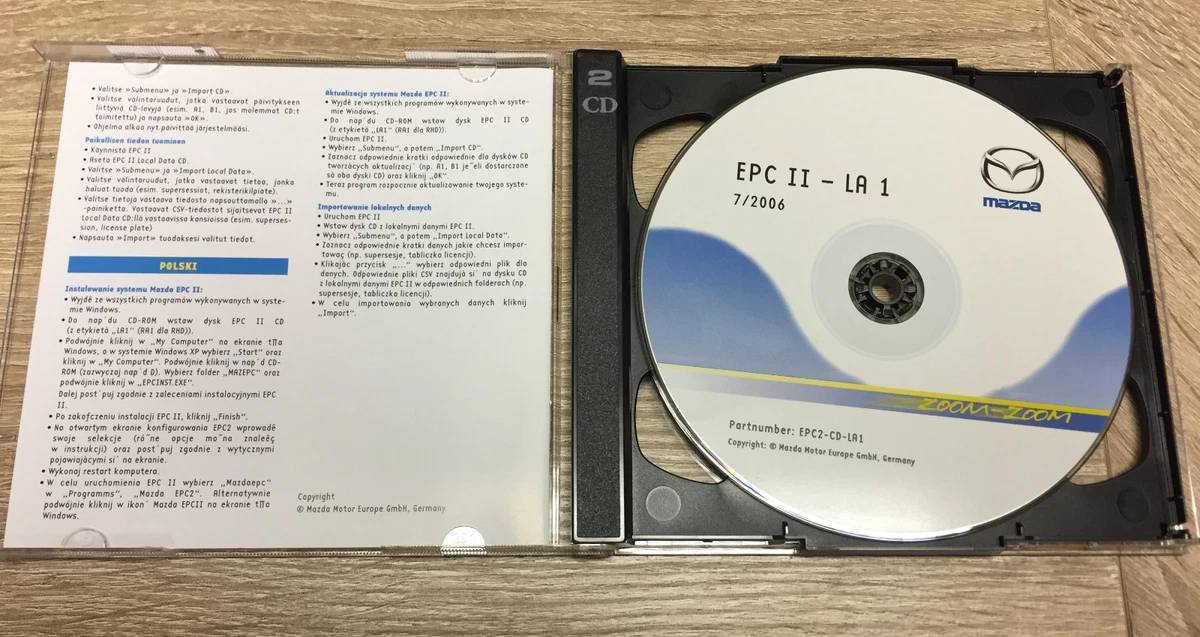 • Valitse »Submenu» ja »Import CD».
• Valitse valintaruudut, jotka vastaavat päivitykseen
liittyviä CD-levyjä (esim. A1, B1, jos molemmat CD:t
toimitettu) ja napsauta »OK».
• Ohjelma alkaa nyt päivittää järjestelmääsi.
Paikallisen tiedon tuominen
• Käynnistä EPC II
• Aseta EPC II Local Data CD.
• Valitse »Submenu» ja »Import Local Data».
• Valitse valintaruudut, jotka vastaavat tietoa, jonka
haluat tuoda (esim. supersessiot, rekisterikilpiate).
• Valitse tietoja vastaava tiedosto napsauttomalla »...»
-painiketta. Vastaavat CSV-tiedostot sijaitsevat EPC II
Local Data CD:llä vastaavissa kansioissa (esim. superses-
sion, license plate)
• Napsauta »Import» tuodaksesi valitut tiedot.
POLSKI
Instalowanie systemu Mazda EPC II:
• Wyjdź ze wszystkich programów wykonywanych w syste-
mie Windows.
• Do nap´du CD-ROM wstaw dysk EPC II CD
(z etykietà „LA1" (RA1 dla RHD)).
• Podwójnie kliknij w „My Computer" na ekranie tΠa
Windows, a w systemie Windows XP wybierz „Start" oraz
kliknij w „My Computer". Podwójnie kliknij w nap´d CD-
ROM (zazwyczaj nap´d D). Wybierz folder „MAZEPC" oraz
podwójnie kliknij w „EPCINST.EXE".
Dalej post´puj zgodnie z zaleceniami instalacyjnymi EPC
II.
• Po zakofczeniu instalacji EPC II, kliknij „Finish".
• Na otwartym ekranie konfigurowania EPC2 wprowadê
swoje selekcje (ró˝ne opcje mo˝na znaleêç
w instrukcji) oraz post´puj zgodnie z wytycznymi
pojawiajàcymi si´ na ekranie.
• Wykonaj restart komputera.
• W celu uruchomienia EPC II wybierz „Mazdaepc"
w „Programms", „Mazda EPC2". Alternatywnie
podwójnie kliknij w ikon´ Mazda EPCII na ekranie tΠa
Windows.
Aktualizacja systemu Mazda EPC II:
• Wyjdê ze wszystkich programów wykonywanych w syste-
mie Windows.
• Do nap´du CD-ROM wstaw dysk EPC II CD
(z etykietà „LA1" (RA1 dla RHD)).
• Uruchom EPC II.
• Wybierz „Submenu", a potem „Import CD".
• Zaznacz odpowiednie kratki odpowiednie dla dysków CD
tworzàcych aktualizacj´ (np. A1, B1 je˝eli dostarczone
sà oba dyski CD) oraz kliknij „OK".
• Teraz program rozpocznie aktualizowanie twojego syste-
mu.
Importowanie lokalnych danych
• Uruchom EPC II
• Wstaw dysk CD z lokalnymi danymi EPC II.
• Wybierz „Submenu", a potem „Import Local Data".
• Zaznacz odpowiednie kratki danych jakie chcesz impor-
towaç (np. supersesje, tabliczka licencji).
• Klikajàc przycisk „..." wybierz odpowiedni plik dla
danych. Odpowiednie pliki CSV znajdujà si´ na dysku CD
z lokalnymi danymi EPC II w odpowiednich folderach (np.
supersesje, tabliczka licencji).
• W celu importowania wybranych danych kliknij
„Import".
Copyright
© Mazda Motor Europe GmbH, Germany
2
CD
EPC II – LA 1
7/2006
mazda
ZOOM-ZOOM
Partnumber: EPC2-CD-LA1
Copyright: © Mazda Motor Europe GmbH, Germany